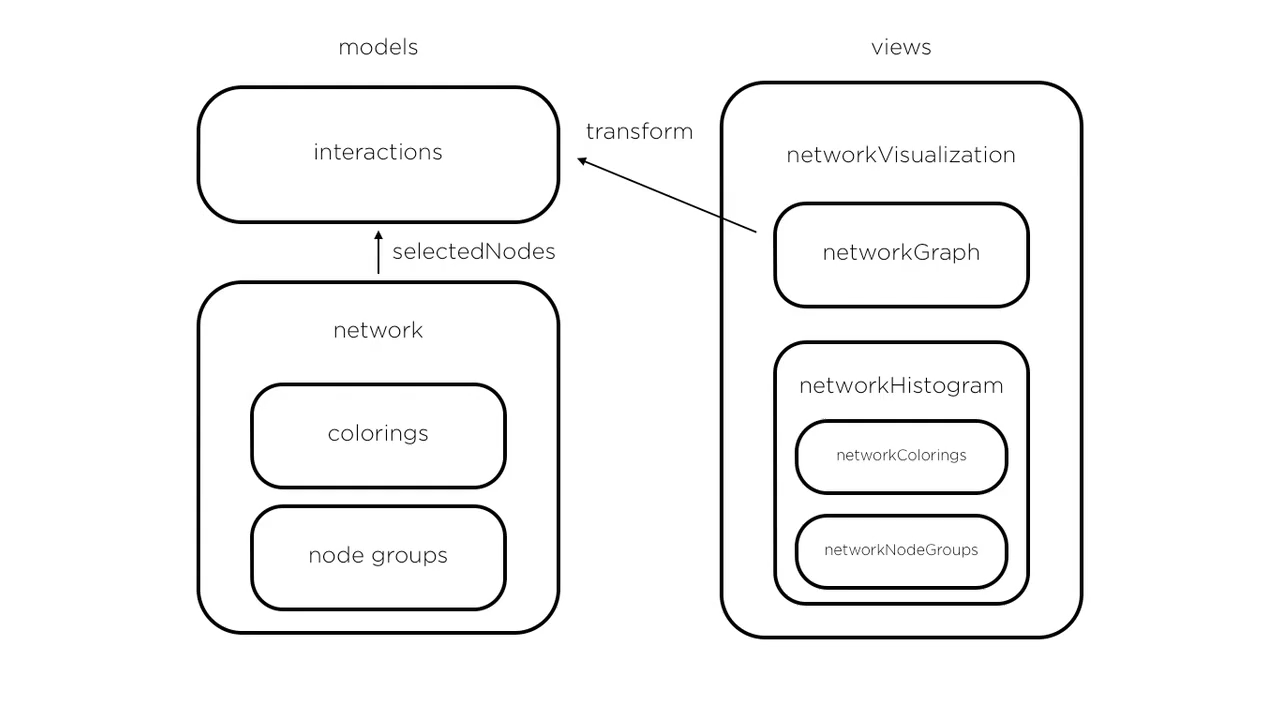 models
interactions
selectedNodes
network
colorings
node groups
transform
views
networkVisualization
networkGraph
networkHistogram
networkColorings
networkNodeGroups